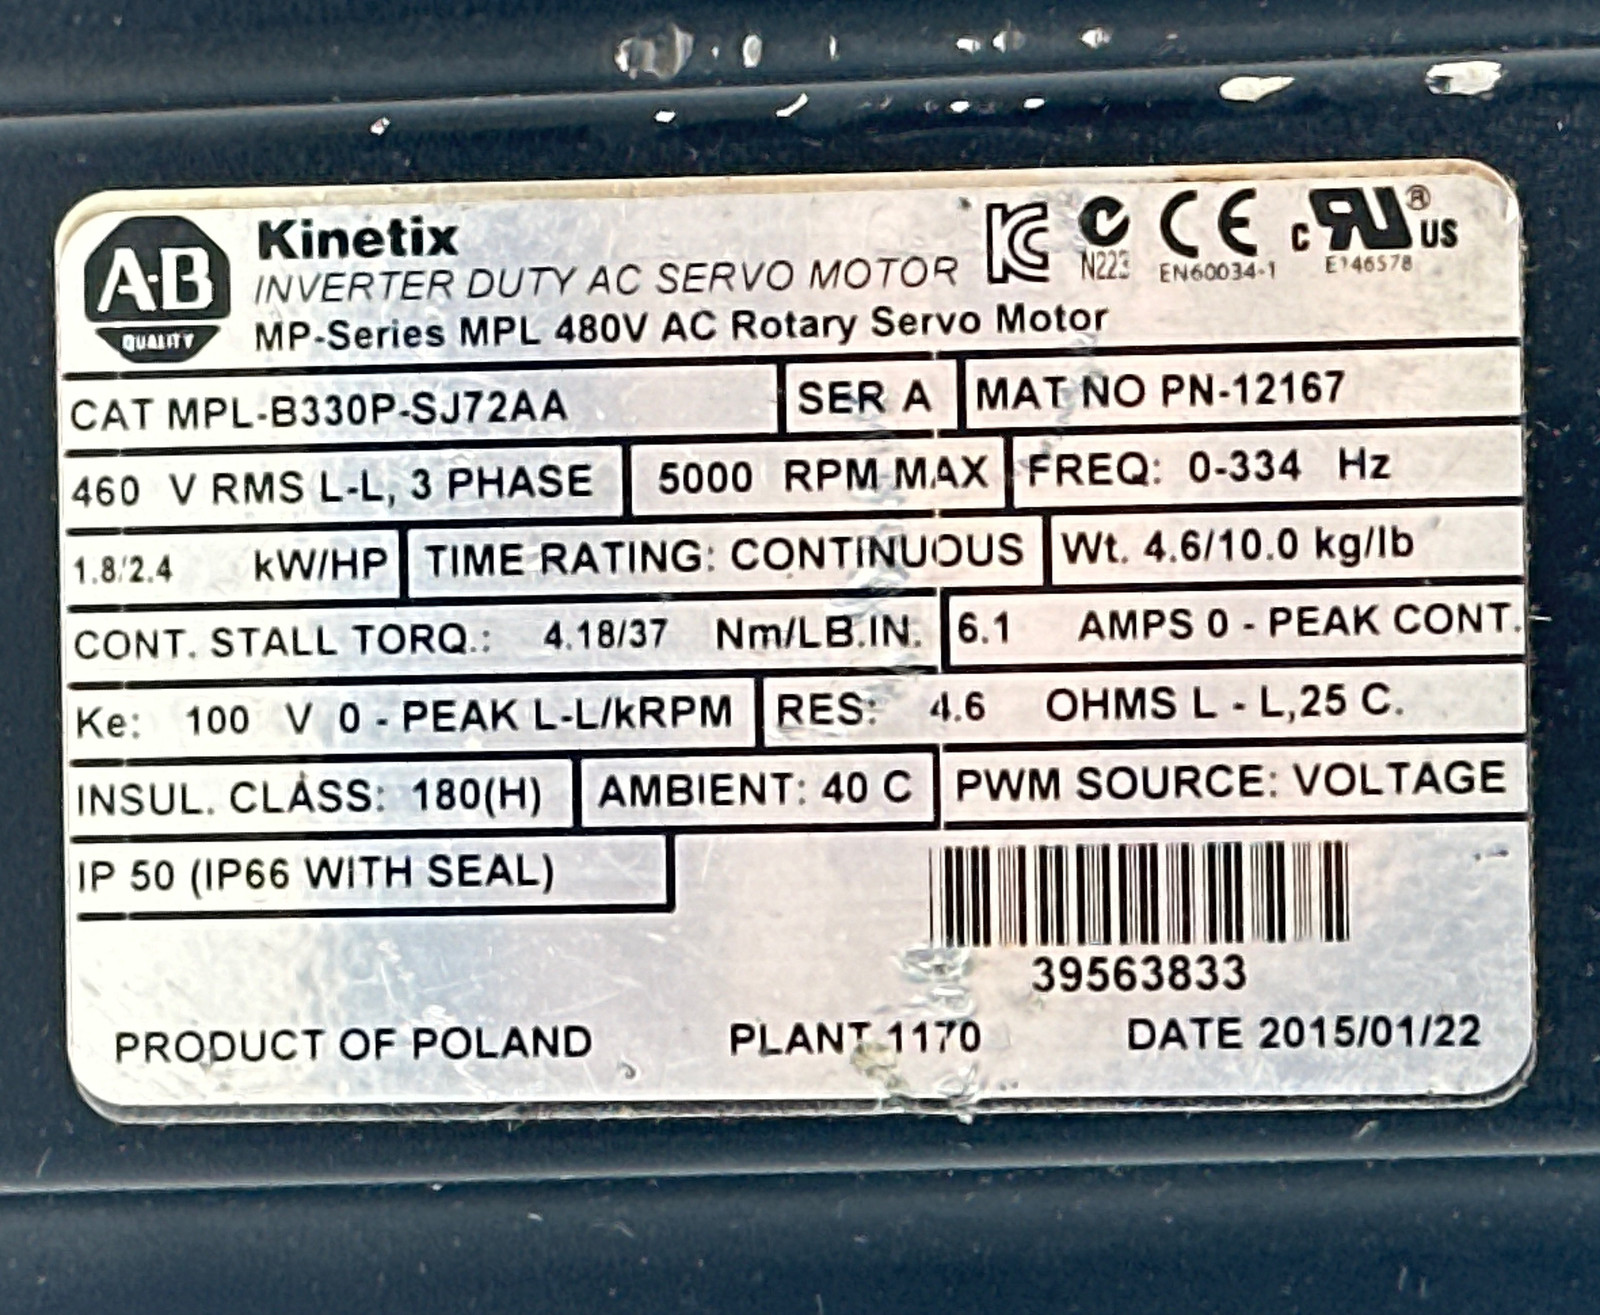 A-B
QUALITY
Kinetix
INVERTER DUTY AC SERVO MOTOR
MP-Series MPL 480V AC Rotary Servo Motor
N223
CE
EN60034-1
c RU ® US
E146578
CAT MPL-B330P-SJ72AA SER A MAT NO PN-12167
460 V RMS L-L, 3 PHASE 5000 RPM MAX FREQ: 0-334 Hz
1.8/2.4 kW/HP TIME RATING: CONTINUOUS Wt. 4.6/10.0 kg/lb
CONT. STALL TORQ.: 4.18/37 Nm/LB.IN. 6.1 AMPS 0 - PEAK CONT.
Ke: 100 V 0 - PEAK L-L/kRPM RES: 4.6 OHMS L - L,25 C.
INSUL. CLASS: 180(H) AMBIENT: 40 C PWM SOURCE: VOLTAGE
IP 50 (IP66 WITH SEAL)
39563833
PRODUCT OF POLAND PLANT 1170 DATE 2015/01/22